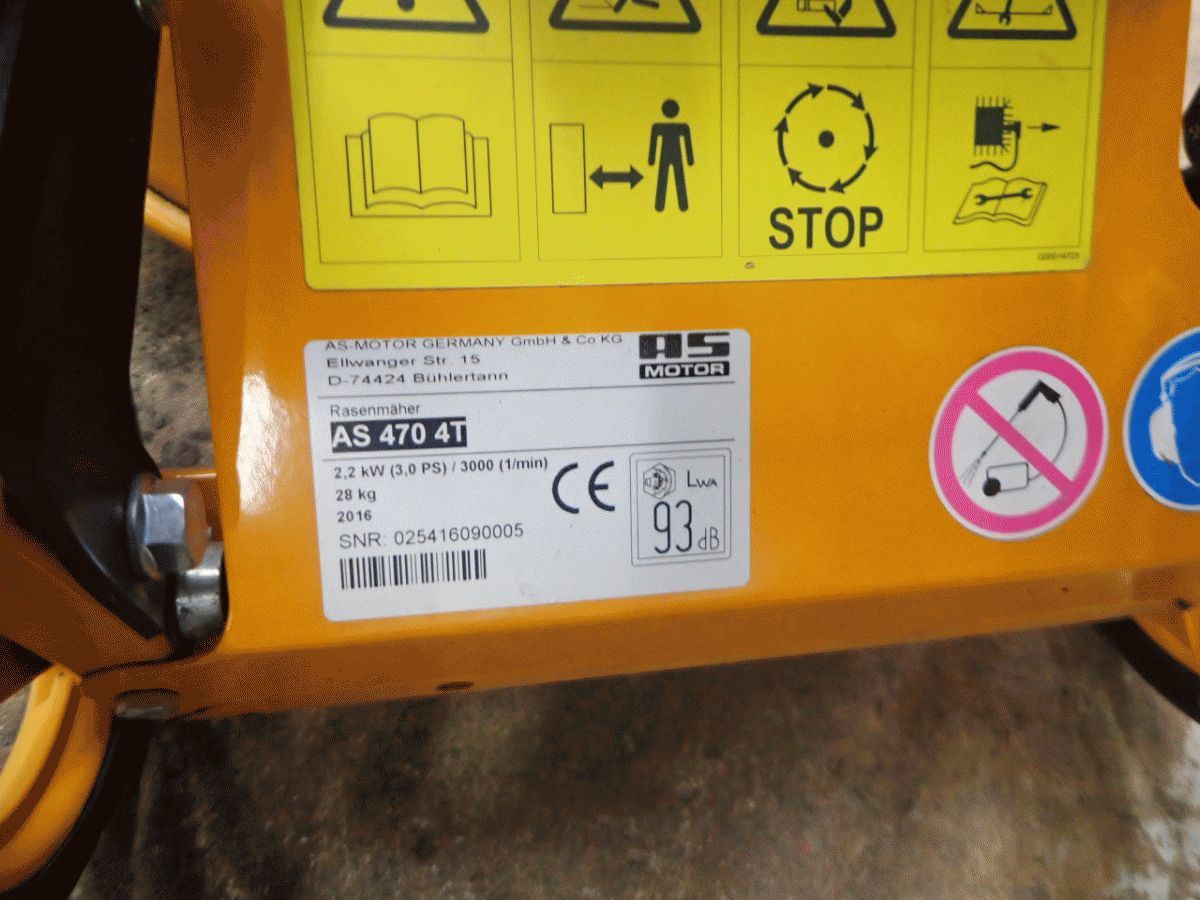 STOP
AS-MOTOR GERMANY GmbH & Co KG
Ellwanger Str. 15
D-74424 Bühlertann
AS
MOTOR
Rasenmäher
AS 470 4T
2,2 kW (3,0 PS) / 3000 (1/min)
28 kg
2016
SNR: 025416090005
CE
LWA
93 dB